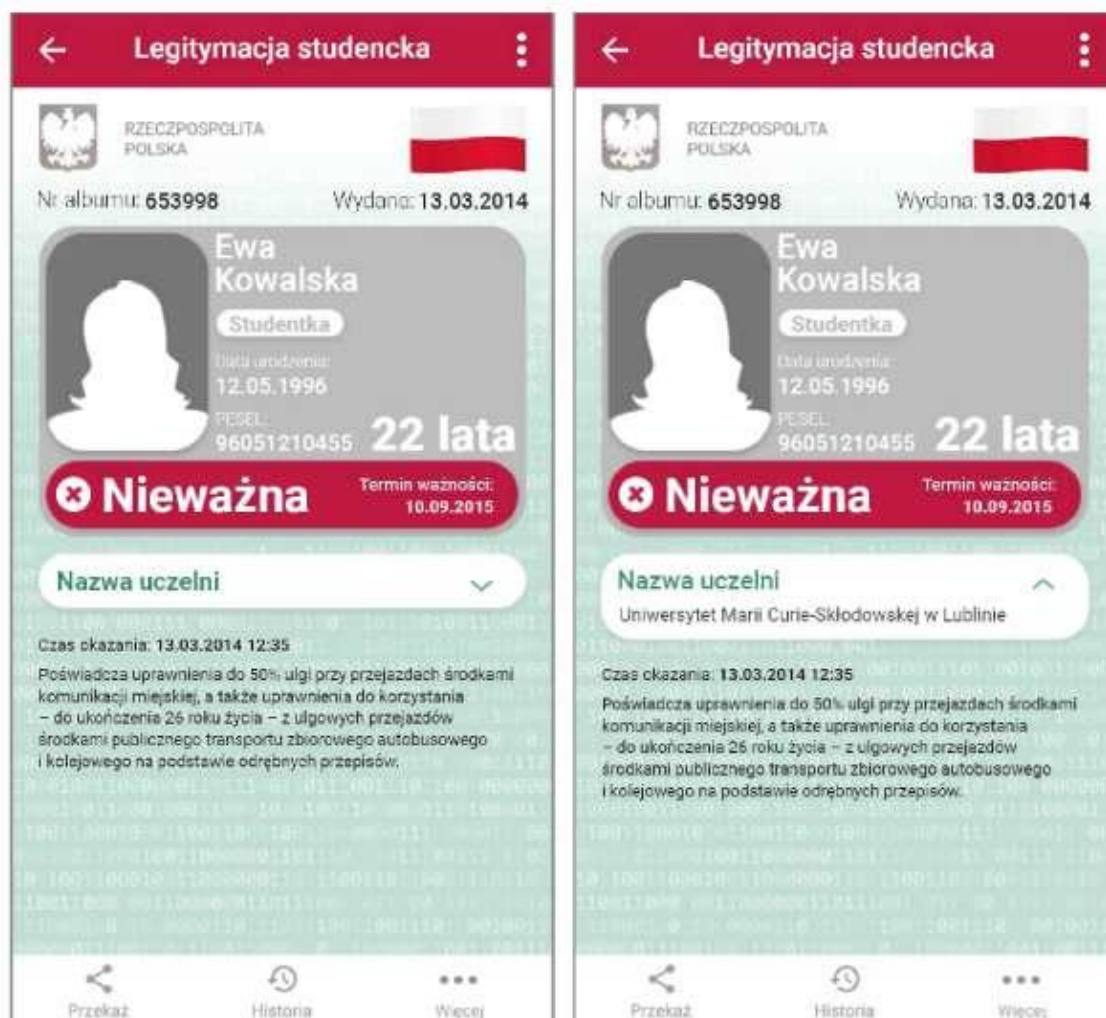 Legitymacja studencka
RZECZPOSPOLITA
POLSKA
Nr albumu: 653998 Wydana: 13.03.2014
Ewa
Kowalska
Studentka
Data urodzenia:
12.05.1996
PESEL:
96051210455 22 lata
Nieważna
Termin ważności:
10.09.2015
Nazwa uczelni
Czas okazania: 13.03.2014 12:35
Poświadcza uprawnienia do 50% ulgi przy przejazdach środkami
komunikacji miejskiej, a także uprawnienia do korzystania
– do ukończenia 26 roku życia – z ulgowych przejazdów
środkami publicznego transportu zbiorowego autobusowego
i kolejowego na podstawie odrębnych przepisów.
Przekaż Historia Więcej
Legitymacja studencka
RZECZPOSPOLITA
POLSKA
Nr albumu: 653998 Wydana: 13.03.2014
Ewa
Kowalska
Studentka
Data urodzenia:
12.05.1996
PESEL:
96051210455 22 lata
Nieważna
Termin ważności:
10.09.2015
Nazwa uczelni
Uniwersytet Marii Curie-Skłodowskej w Lublinie
Czas okazania: 13.03.2014 12:35
Poświadcza uprawnienia do 50% ulgi przy przejazdach środkami
komunikacji miejskiej, a także uprawnienia do korzystania
– do ukończenia 26 roku życia – z ulgowych przejazdów
środkami publicznego transportu zbiorowego autobusowego
i kolejowego na podstawie odrębnych przepisów.
Przekaż Historia Więcej